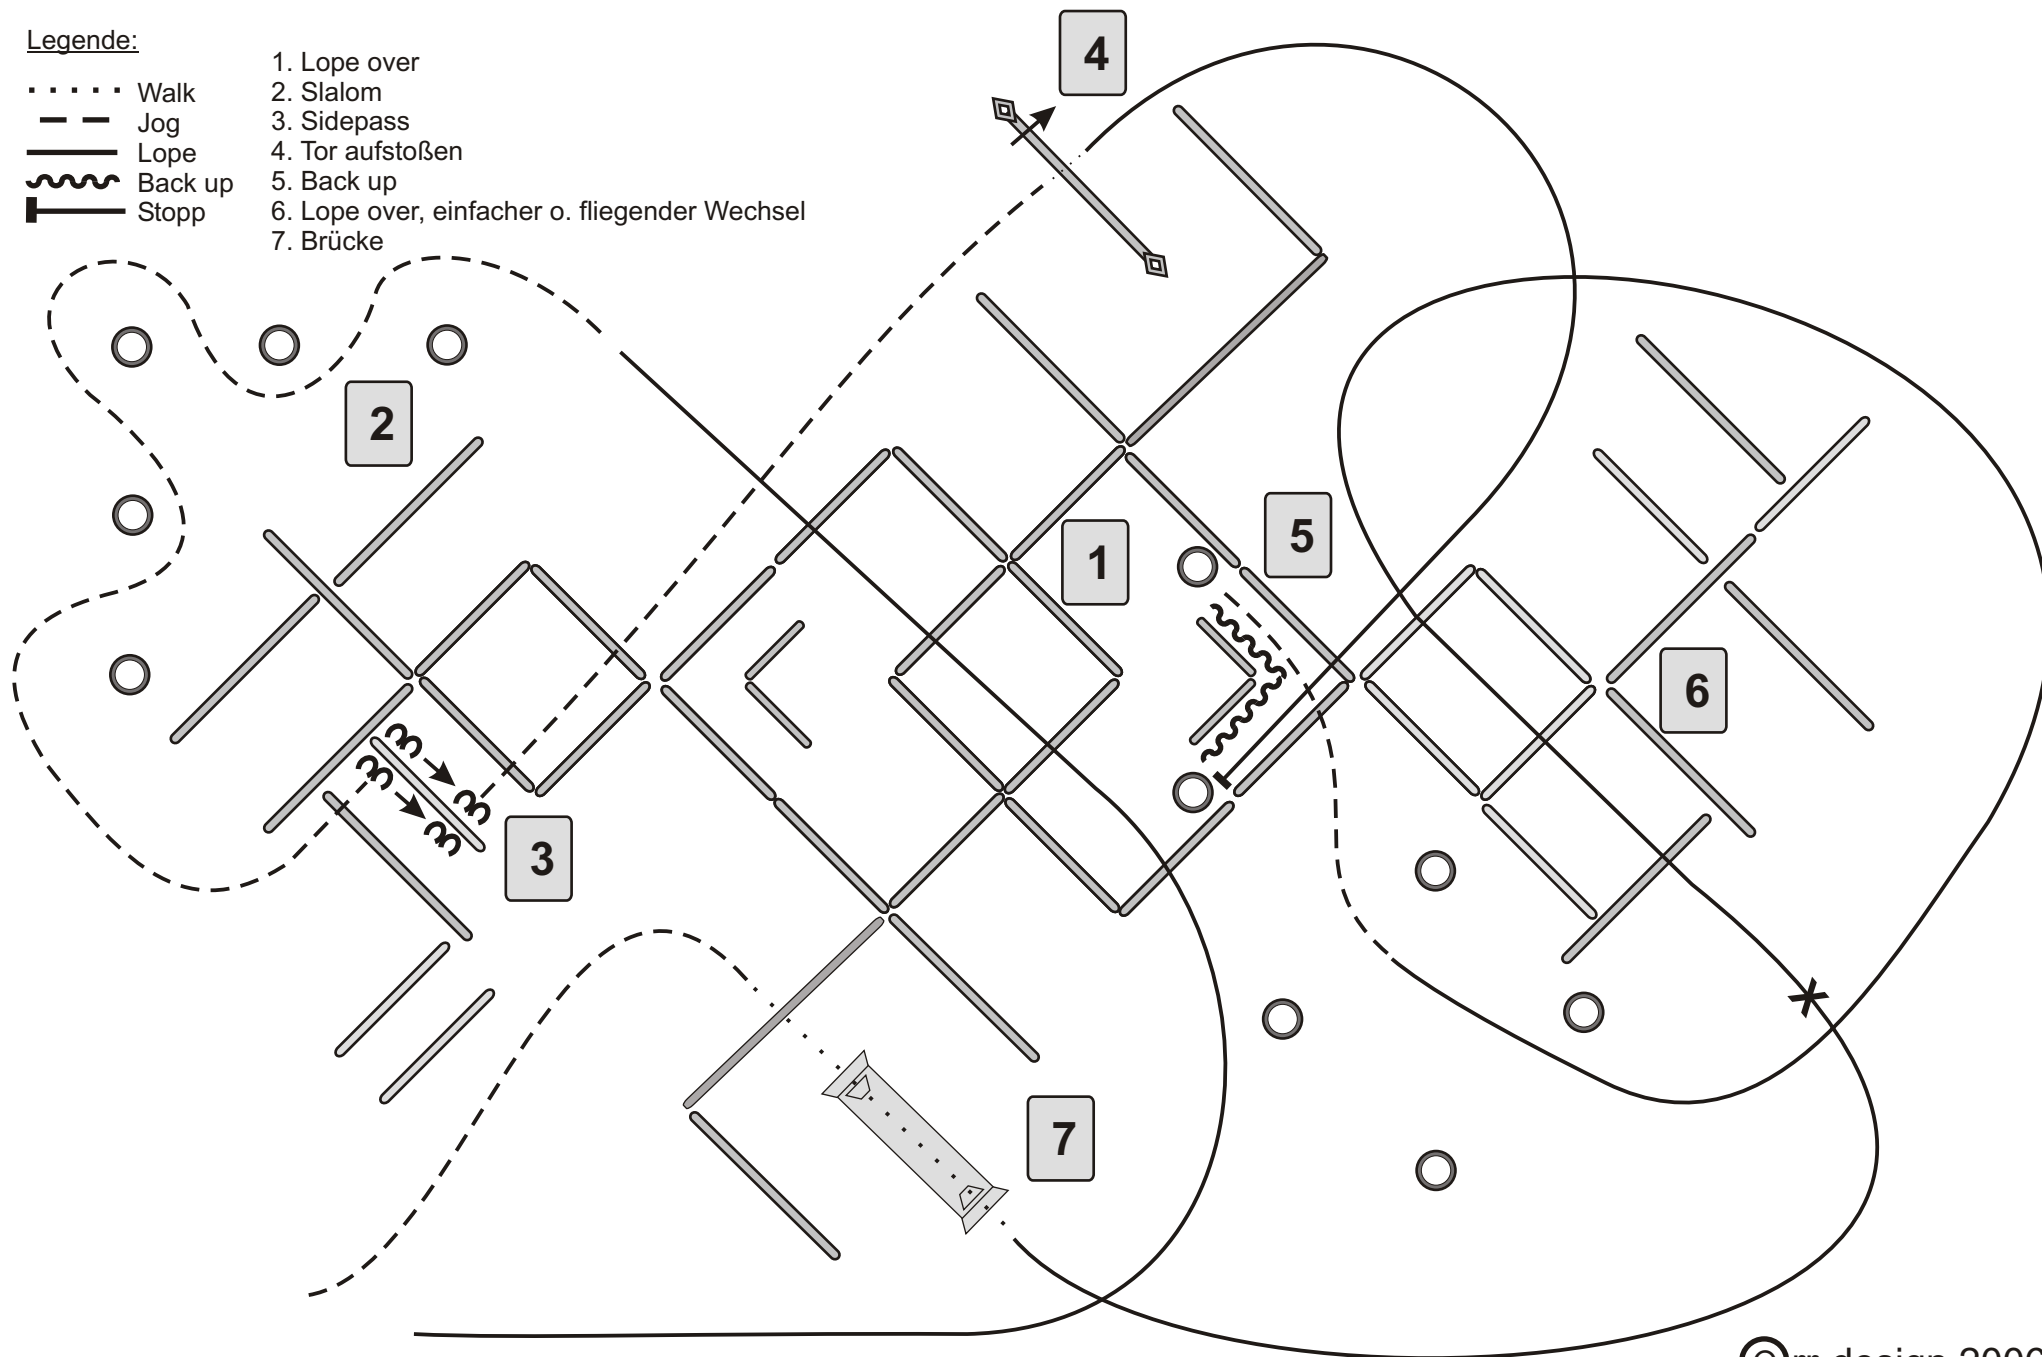 Legende:
Walk
Jog
Lope
Back up
Stopp
1. Lope over
2. Slalom
3. Sidepass
4. Tor aufstoßen
5. Back up
6. Lope over, einfacher o. fliegender Wechsel
7. Brücke
4
2
1
5
6
3
7